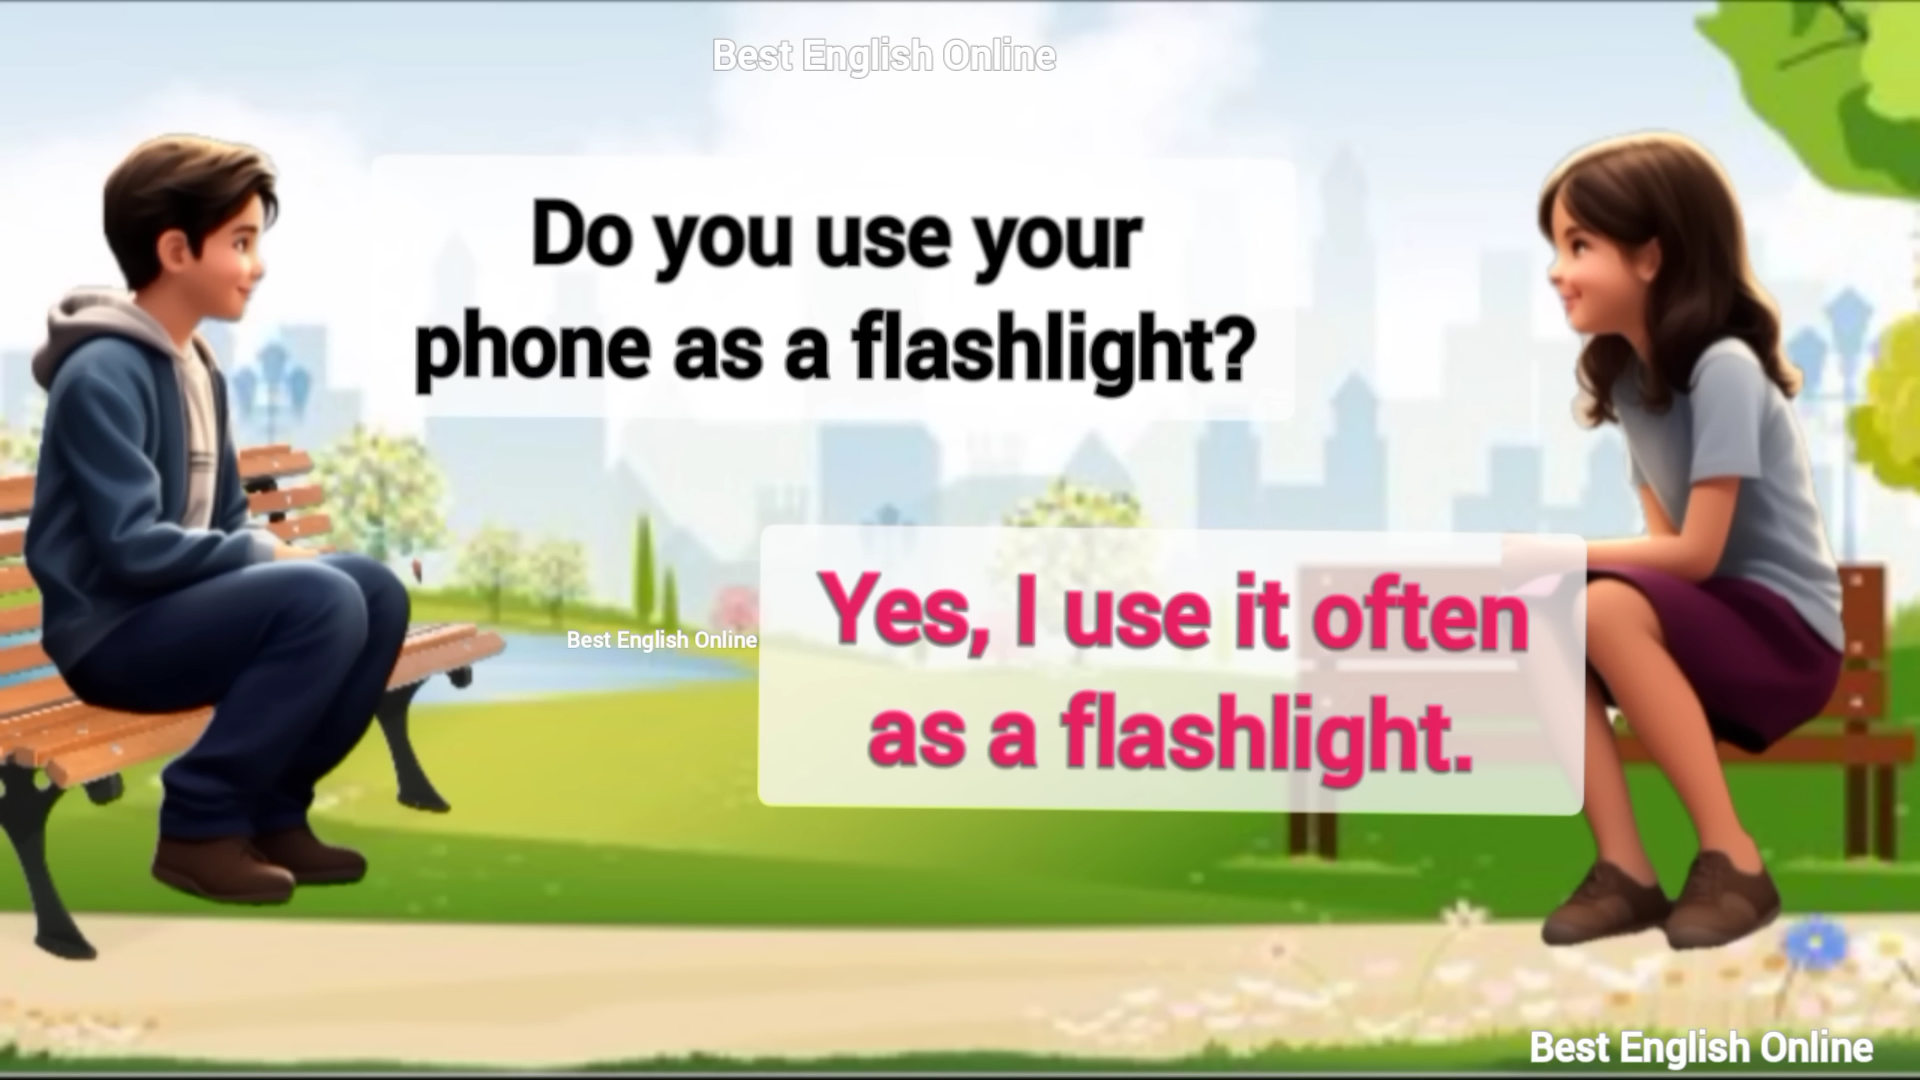 Best English Online
Do you use your
phone as a flashlight?
Yes, I use it often
as a flashlight.
Best English Online
Best English Online